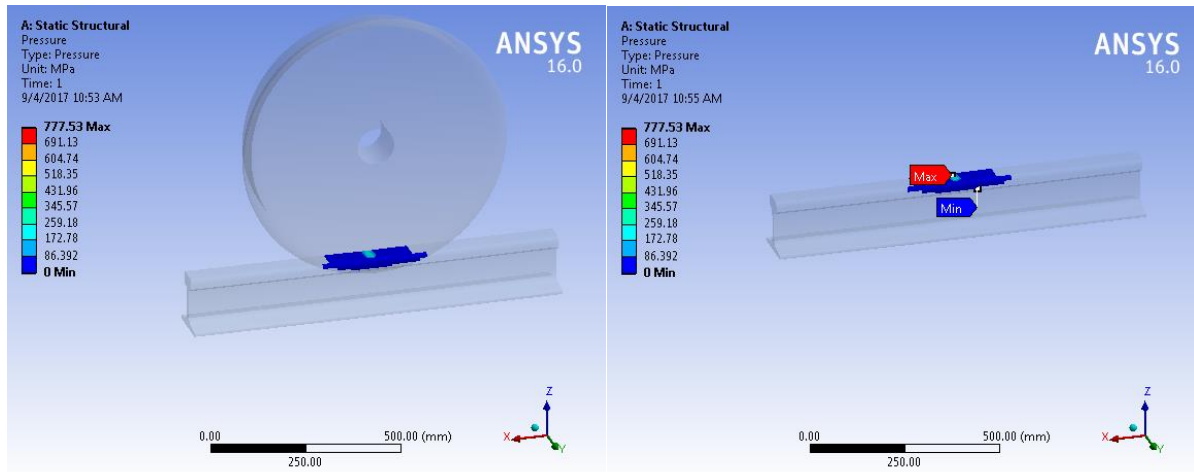 A: Static Structural
Pressure
Type: Pressure
Unit: MPa
Time: 1
9/4/2017 10:53 AM
777.53 Max
691.13
604.74
518.35
431.96
345.57
259.18
172.78
86.392
0 Min
ANSYS
16.0
0.00 500.00 (mm)
250.00
Z
X
Y
A: Static Structural
Pressure
Type: Pressure
Unit: MPa
Time: 1
9/4/2017 10:55 AM
777.53 Max
691.13
604.74
518.35
431.96
345.57
259.18
172.78
86.392
0 Min
ANSYS
16.0
Max
Min
0.00 500.00 (mm)
250.00
Z
X
Y